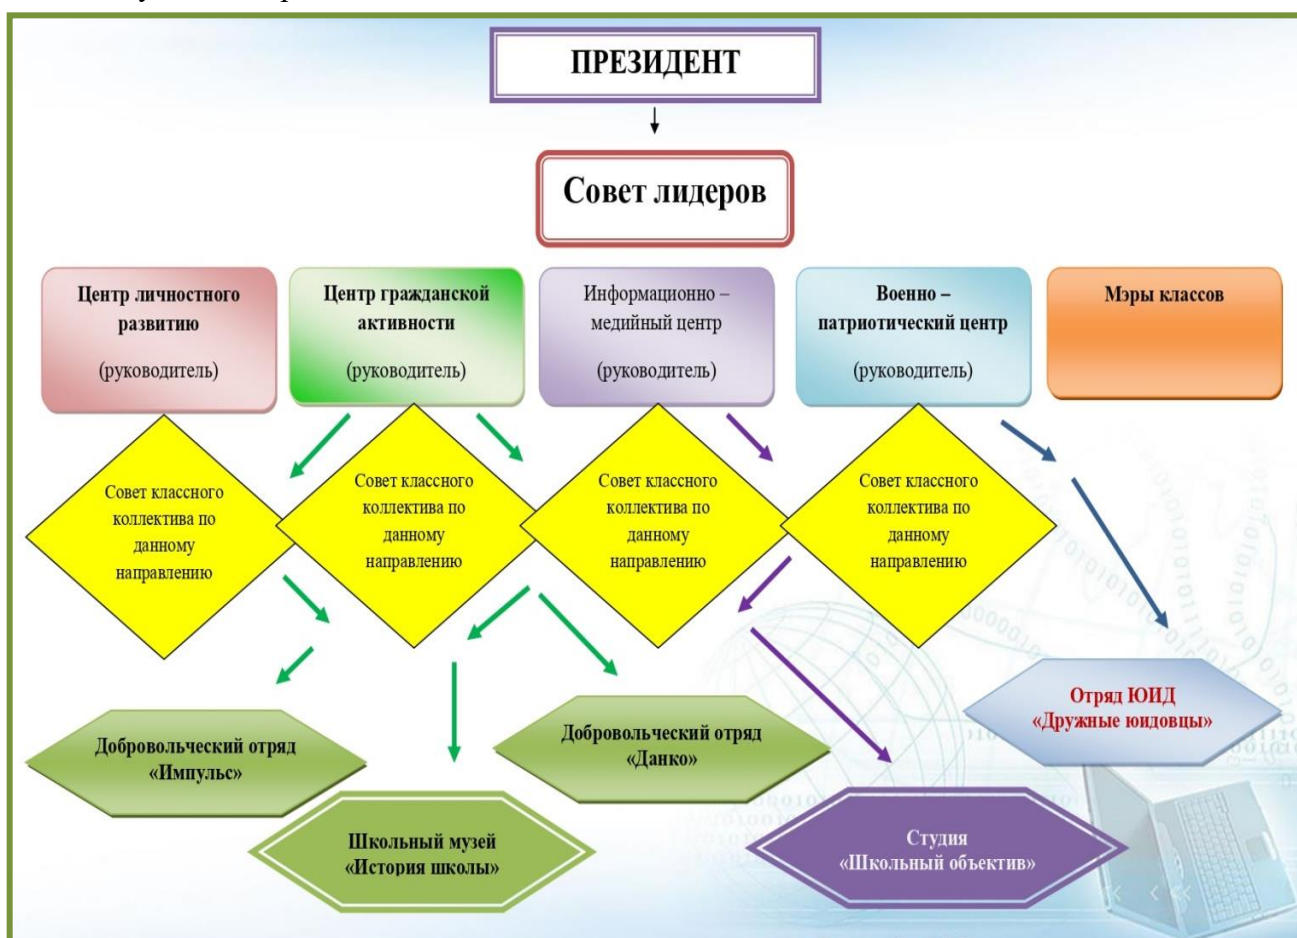 ПРЕЗИДЕНТ
Совет лидеров
Центр личностного
развитию
(руководитель)
Центр гражданской
активности
(руководитель)
Информационно –
медийный центр
(руководитель)
Военно –
патриотический центр
(руководитель)
Мэры классов
Совет классного
коллектива по
данному
направлению
Совет классного
коллектива по
данному
направлению
Совет классного
коллектива по
данному
направлению
Совет классного
коллектива по
данному
направлению
Отряд ЮИД
«Дружные юидовцы»
Добровольческий отряд
«Импульс»
Добровольческий отряд
«Данко»
Школьный музей
«История школы»
Студия
«Школьный объектив»